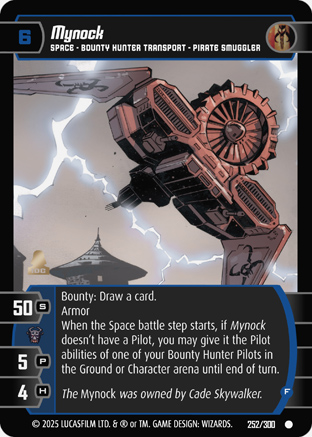 6
Mynock
SPACE - BOUNTY HUNTER TRANSPORT - PIRATE SMUGGLER
50 S
5 P
4 H
Bounty: Draw a card.
Armor
When the Space battle step starts, if Mynock
doesn't have a Pilot, you may give it the Pilot
abilities of one of your Bounty Hunter Pilots in
the Ground or Character arena until end of turn.
The Mynock was owned by Cade Skywalker.
F
© 2025 LUCASFILM LTD. & ® or TM. GAME DESIGN: WIZARDS.
252/300